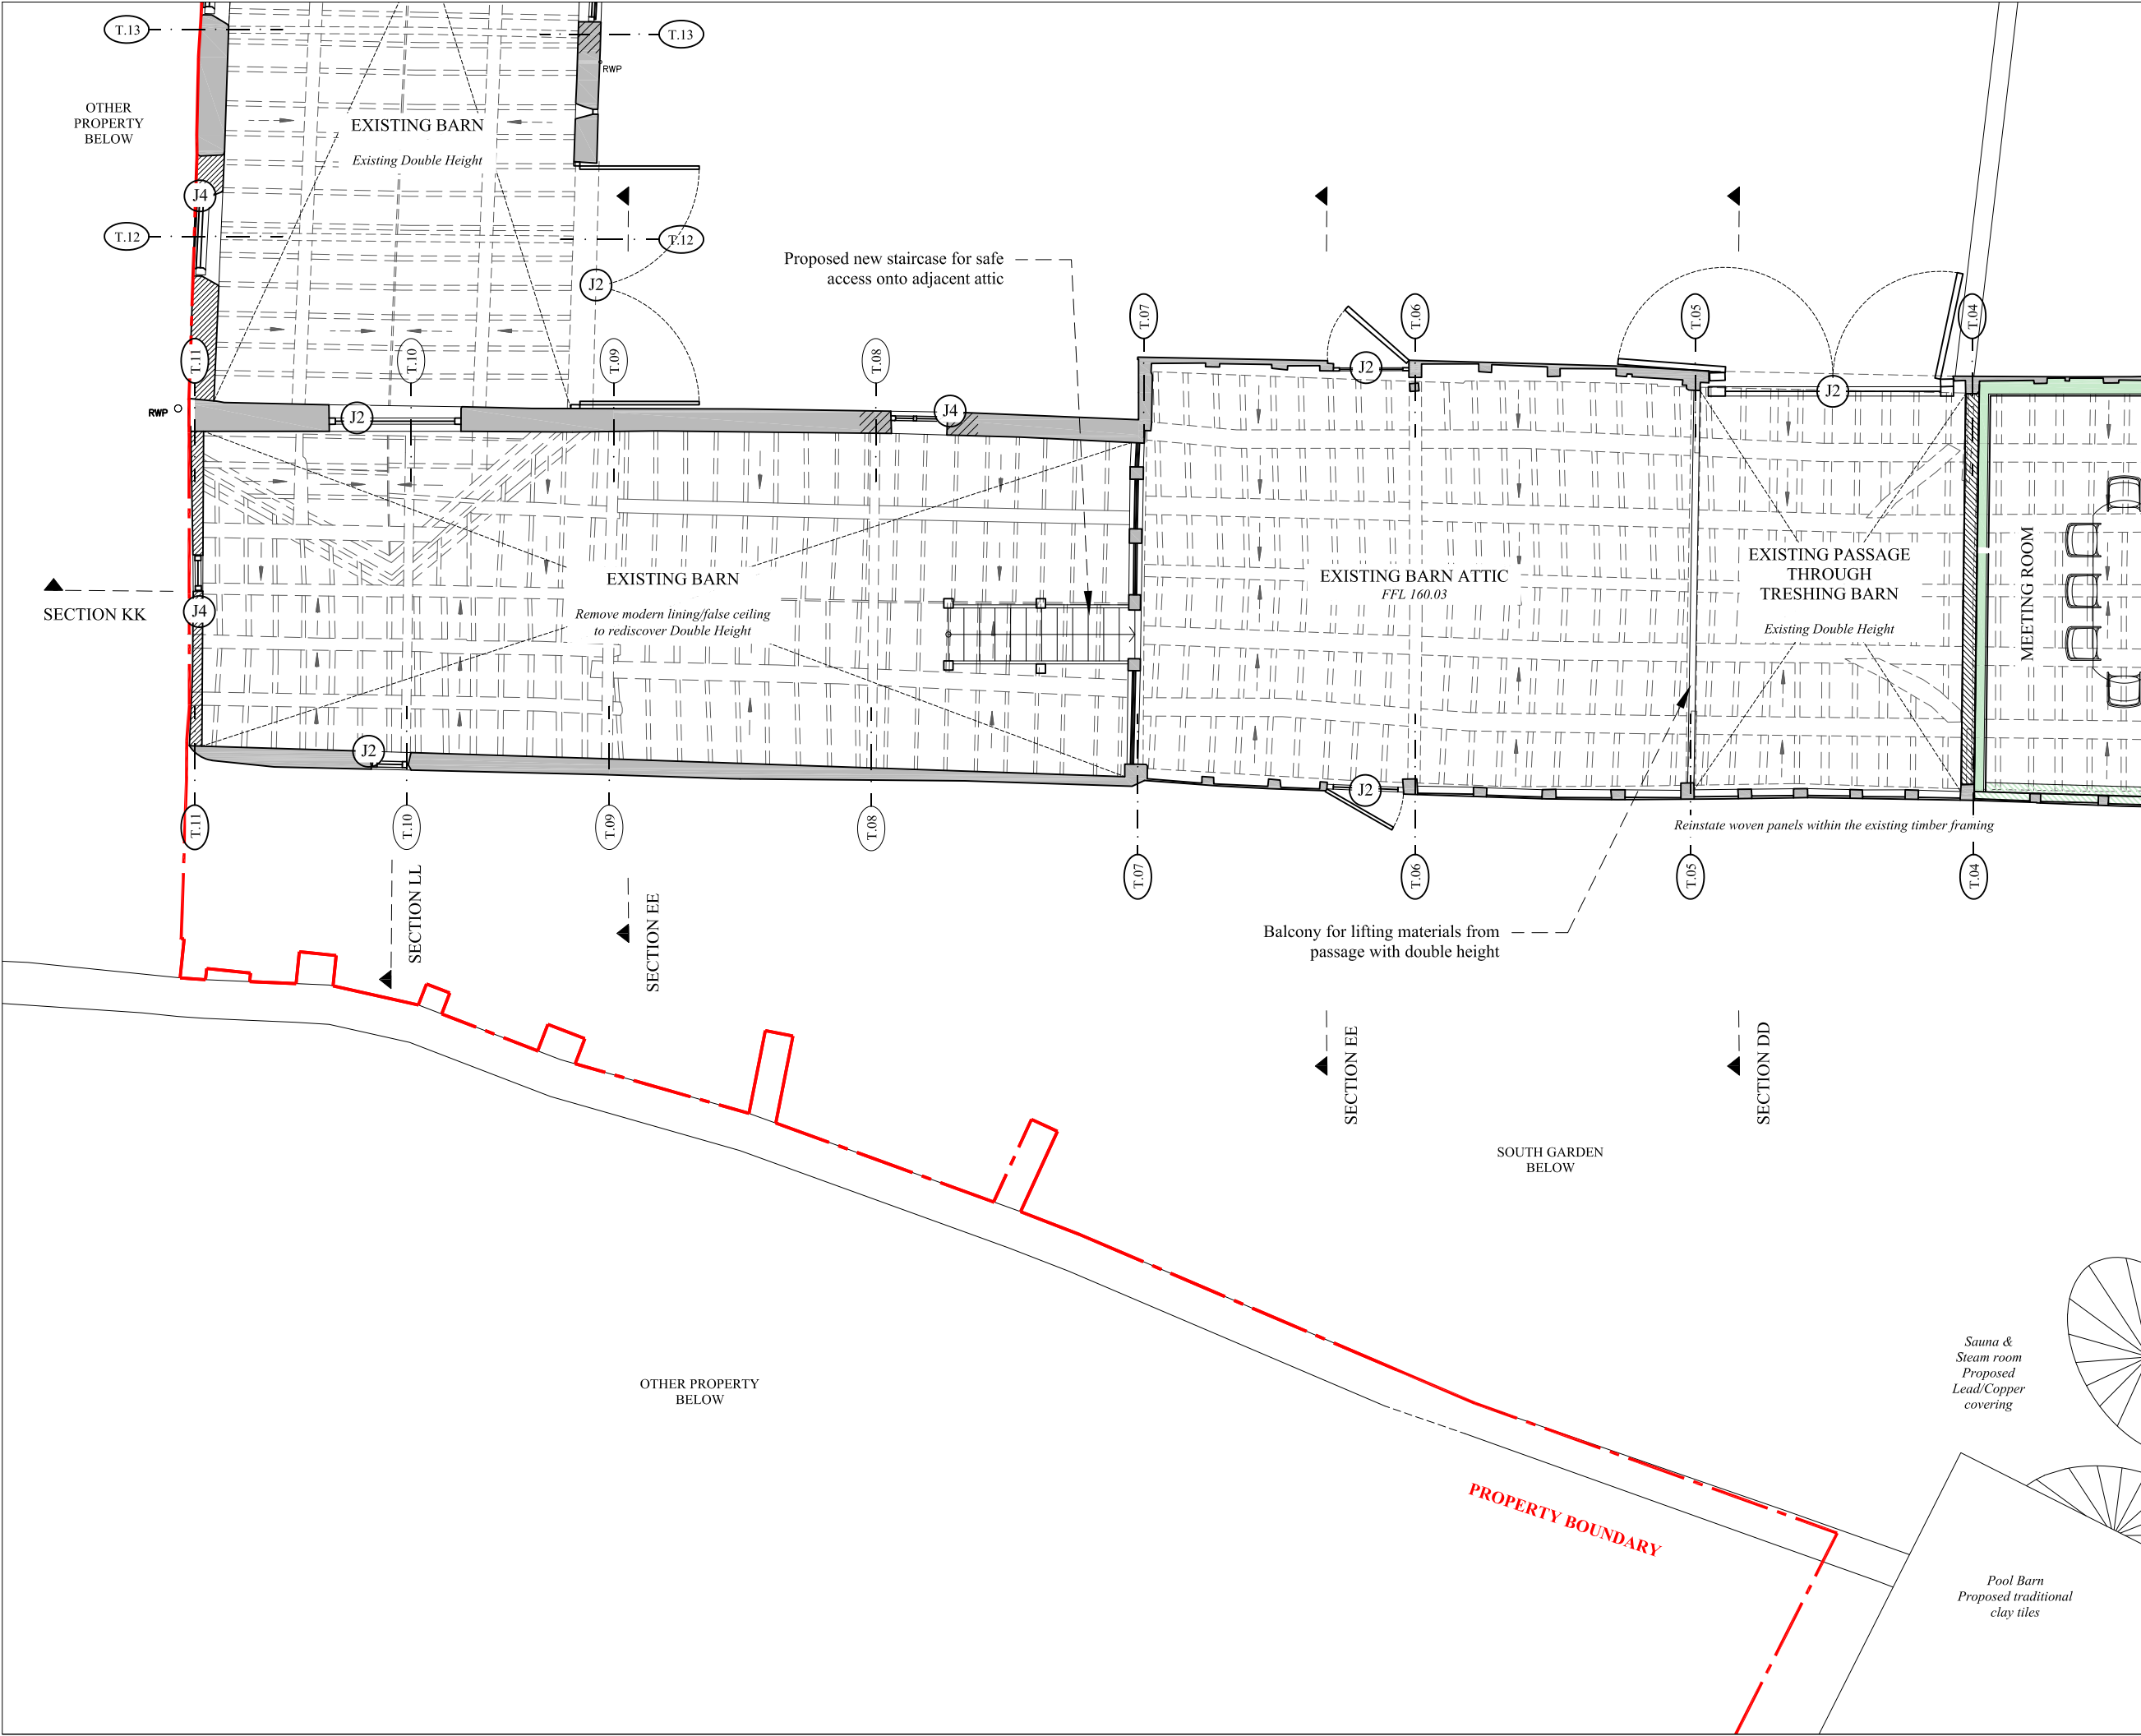 T.13
T.13
RWP
OTHER
PROPERTY
BELOW
EXISTING BARN
Existing Double Height
J4
T.12
T.12
J2
Proposed new staircase for safe
access onto adjacent attic
T.11
T.10
T.09
T.08
T.07
T.06
T.05
T.04
RWP
J2
J4
J2
J2
SECTION KK
J4
EXISTING BARN
Remove modern lining/false ceiling
to rediscover Double Height
EXISTING BARN ATTIC
FFL 160.03
EXISTING PASSAGE
THROUGH
TRESHING BARN
Existing Double Height
MEETING ROOM
J2
J2
Reinstate woven panels within the existing timber framing
T.11
T.10
T.09
T.08
T.07
T.06
T.05
T.04
SECTION LL
SECTION EE
Balcony for lifting materials from
passage with double height
SECTION EE
SECTION DD
SOUTH GARDEN
BELOW
OTHER PROPERTY
BELOW
Sauna &
Steam room
Proposed
Lead/Copper
covering
PROPERTY BOUNDARY
Pool Barn
Proposed traditional
clay tiles